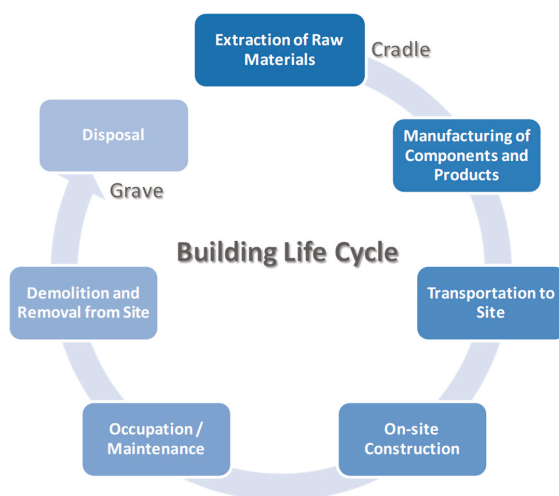 Extraction of Raw
Materials
Cradle
Manufacturing of
Components and
Products
Transportation to
Site
On-site
Construction
Occupation /
Maintenance
Demolition and
Removal from Site
Grave
Disposal
Building Life Cycle